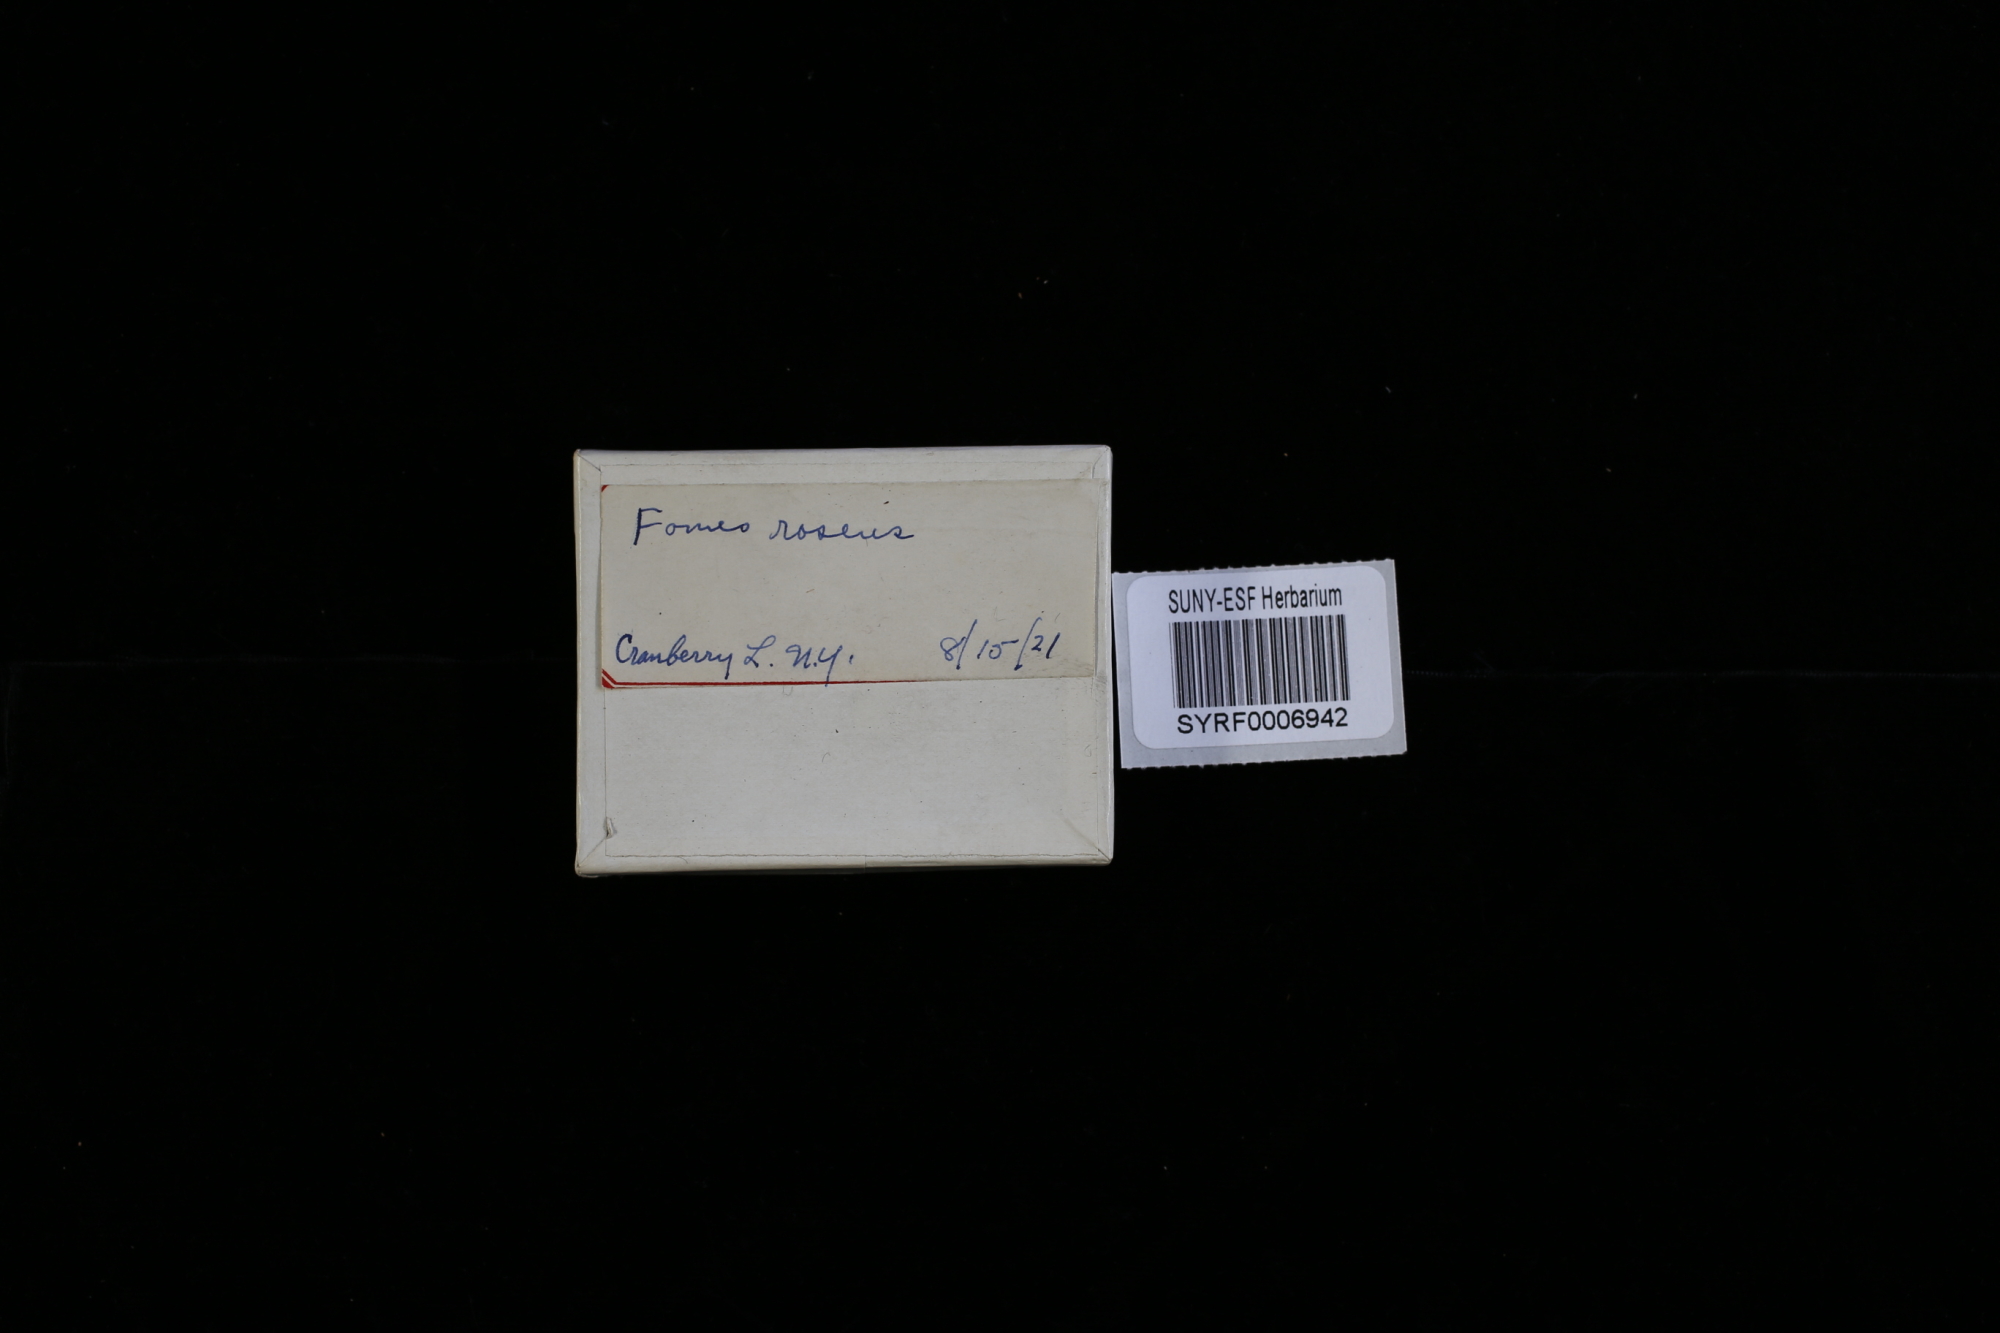 Fomes roseus
Cranberry L. N.Y. 8/15/21
SUNY-ESF Herbarium
SYRF0006942